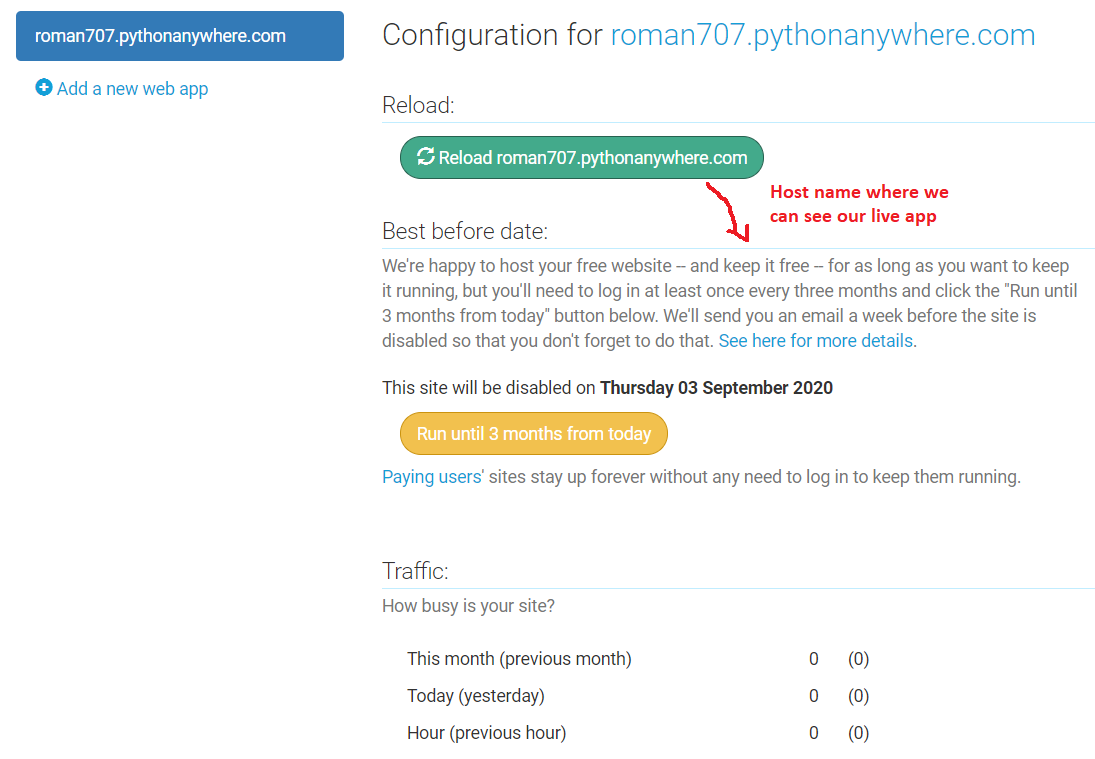 roman707.pythonanywhere.com
Add a new web app
Configuration for roman707.pythonanywhere.com
Reload:
Reload roman707.pythonanywhere.com
Host name where we
can see our live app
Best before date:
We're happy to host your free website -- and keep it free -- for as long as you want to keep
it running, but you'll need to log in at least once every three months and click the "Run until
3 months from today" button below. We'll send you an email a week before the site is
disabled so that you don't forget to do that. See here for more details.
This site will be disabled on Thursday 03 September 2020
Run until 3 months from today
Paying users' sites stay up forever without any need to log in to keep them running.
Traffic:
How busy is your site?
This month (previous month) 0 (0)
Today (yesterday) 0 (0)
Hour (previous hour) 0 (0)